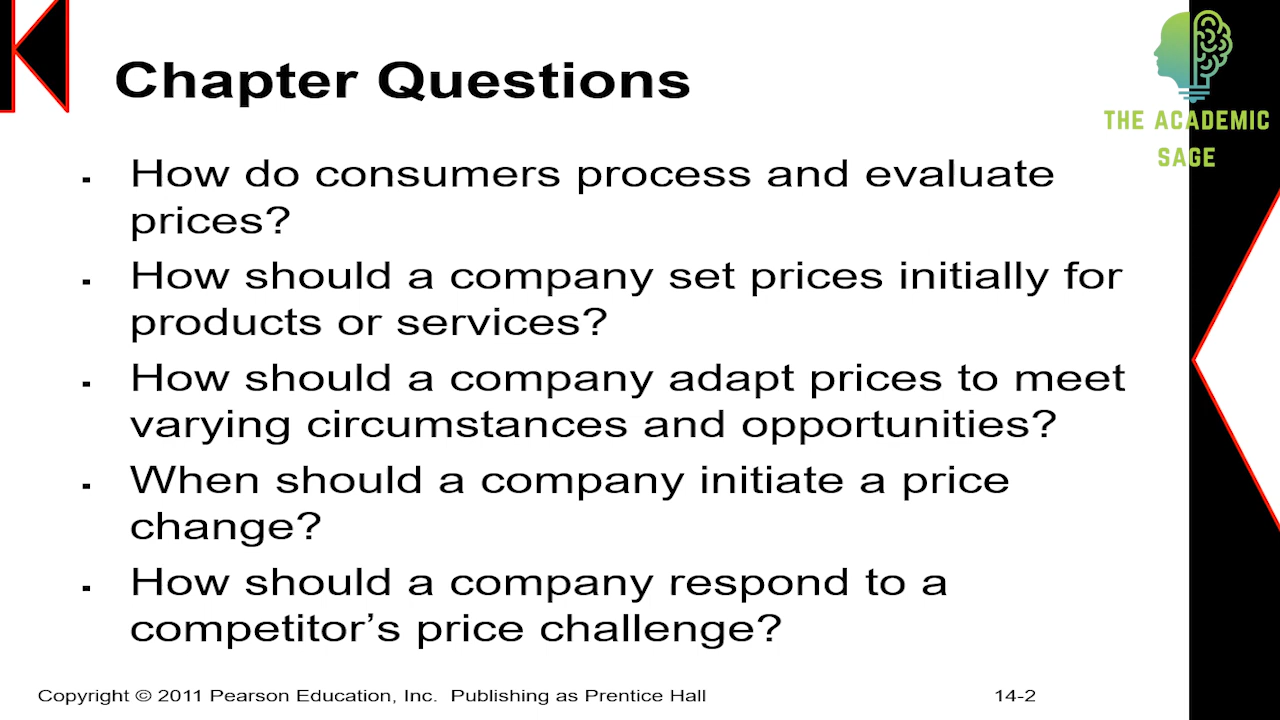 Chapter Questions
THE ACADEMIC
SAGE
▪ How do consumers process and evaluate
prices?
▪ How should a company set prices initially for
products or services?
▪ How should a company adapt prices to meet
varying circumstances and opportunities?
▪ When should a company initiate a price
change?
▪ How should a company respond to a
competitor’s price challenge?
Copyright © 2011 Pearson Education, Inc.  Publishing as Prentice Hall
14-2